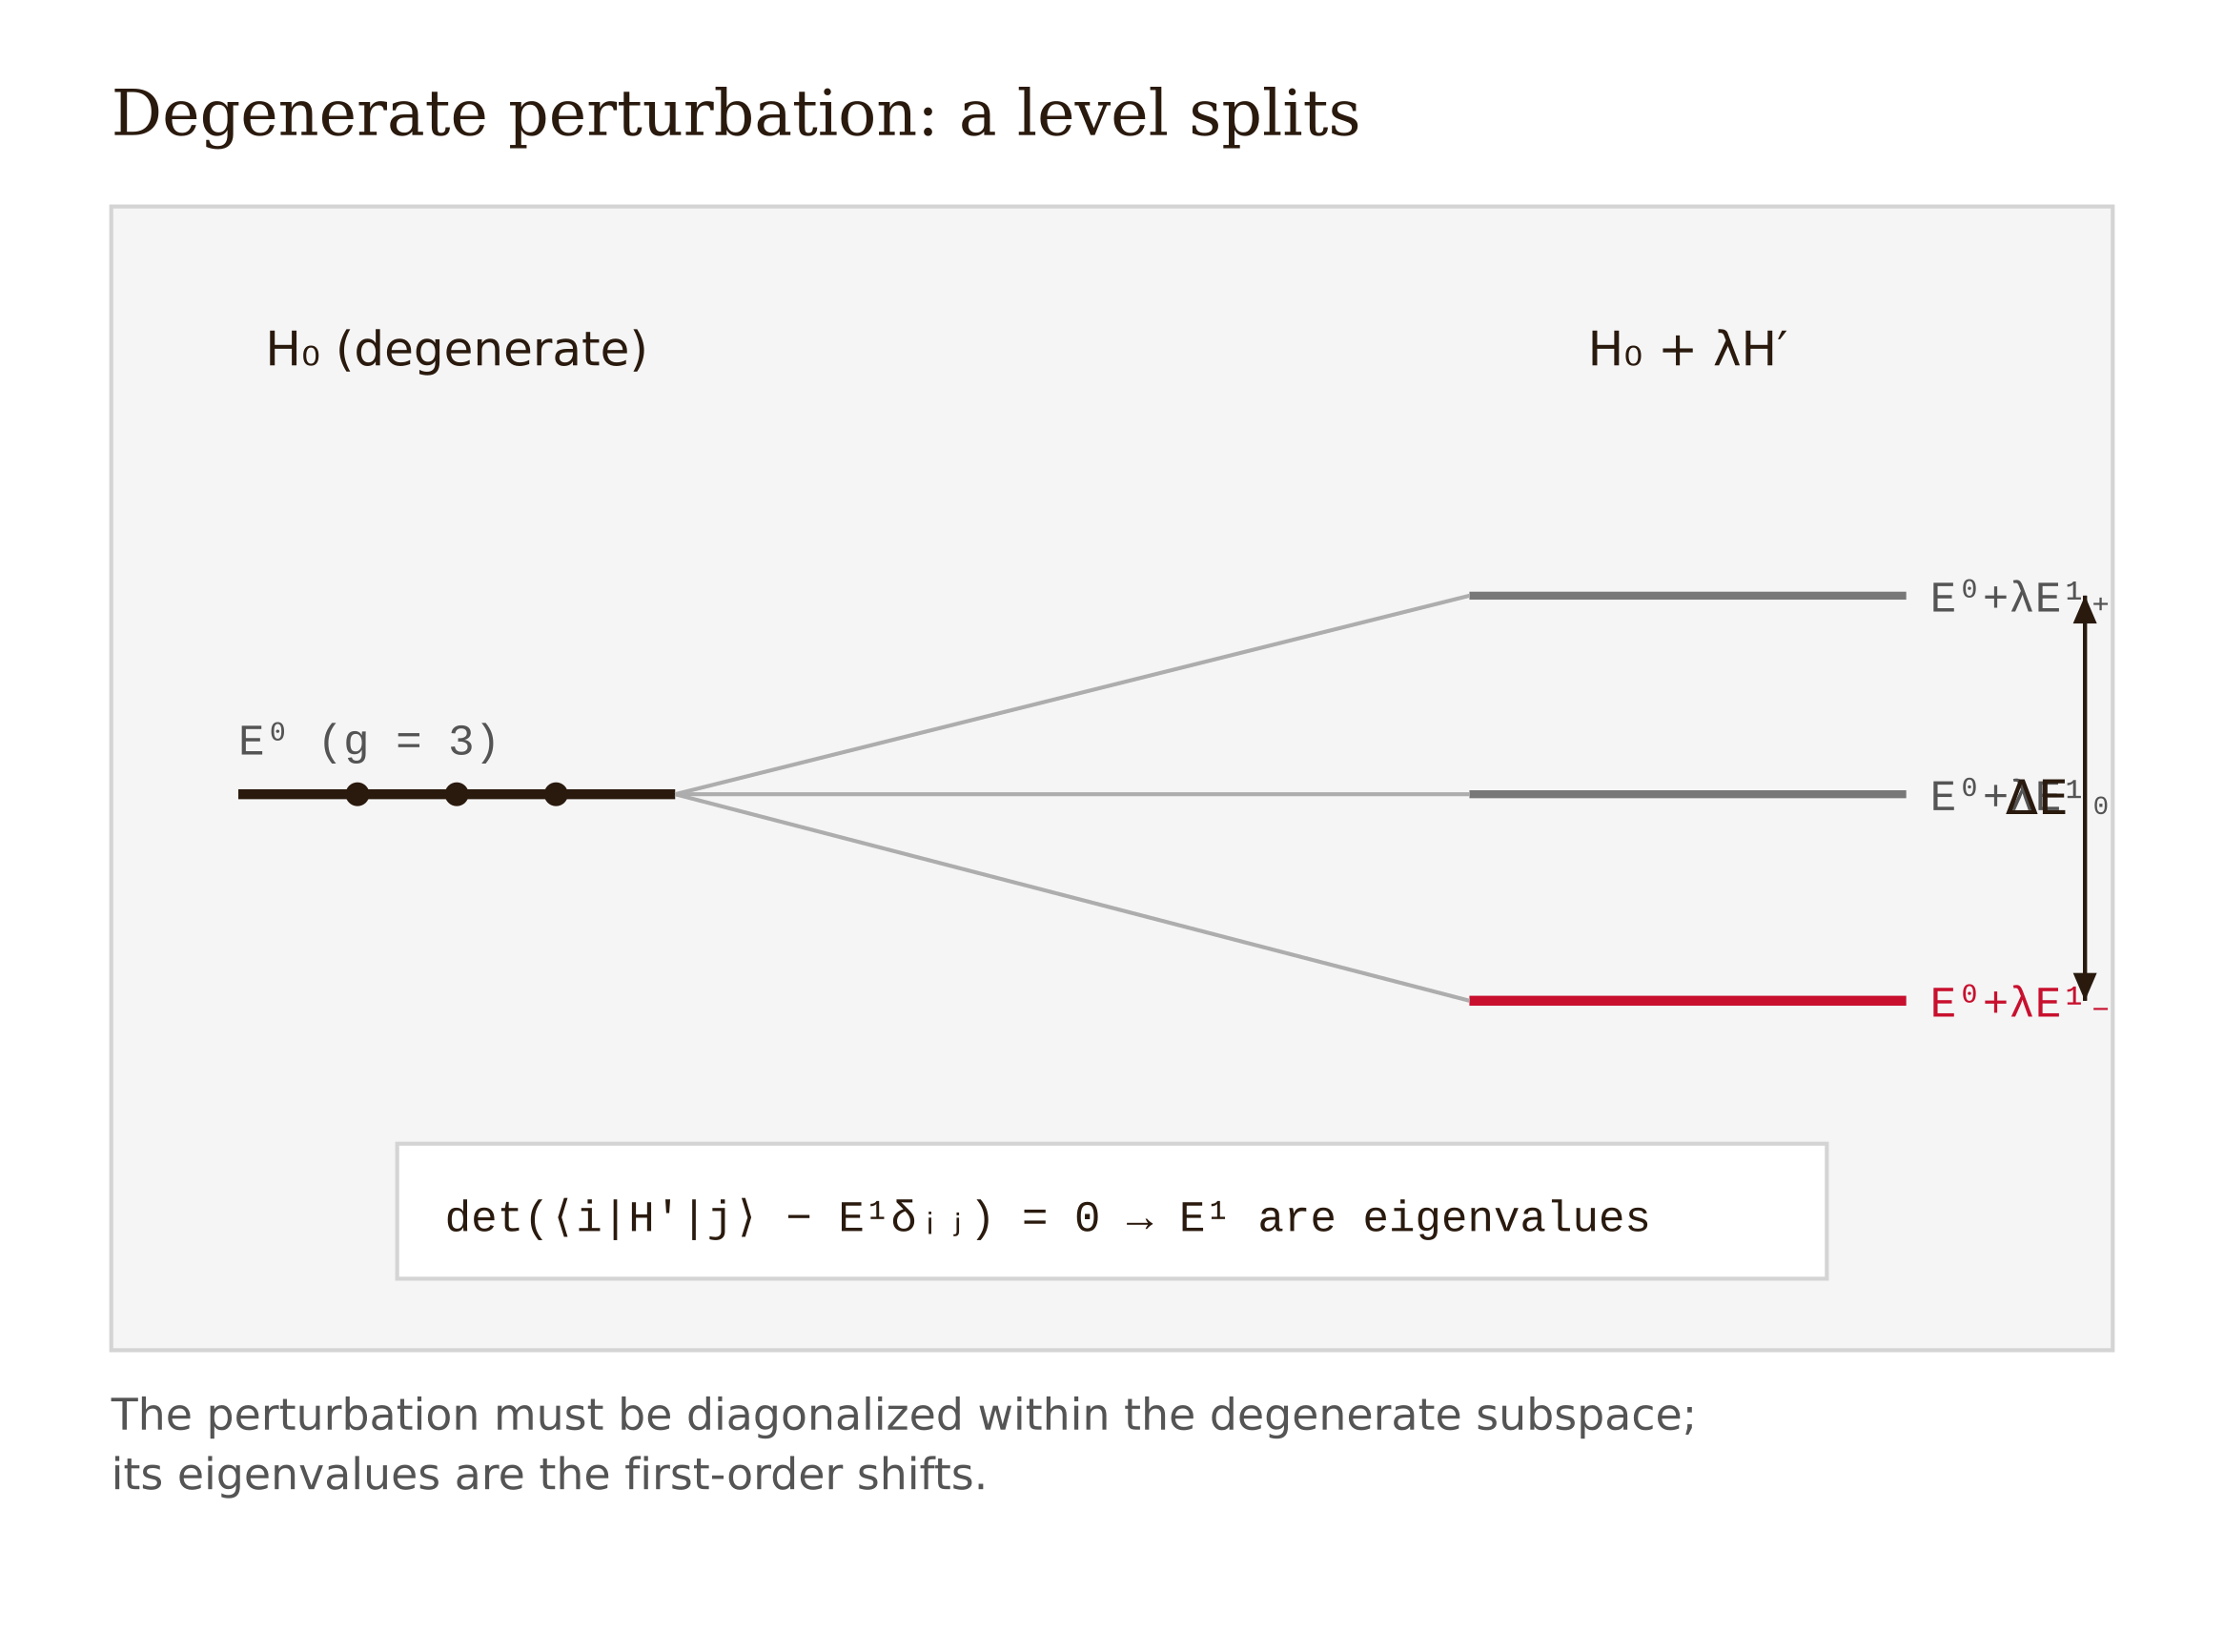 Degenerate perturbation: a level splits
H₀ (degenerate)
H₀ + λH′
E⁰+λE¹₊
E⁰ (g = 3)
E⁰+λE¹₀
ΔE
E⁰+λE¹₋
det(⟨i|H'|j⟩ − E¹δᵢⱼ) = 0 → E¹ are eigenvalues
The perturbation must be diagonalized within the degenerate subspace;
its eigenvalues are the first-order shifts.